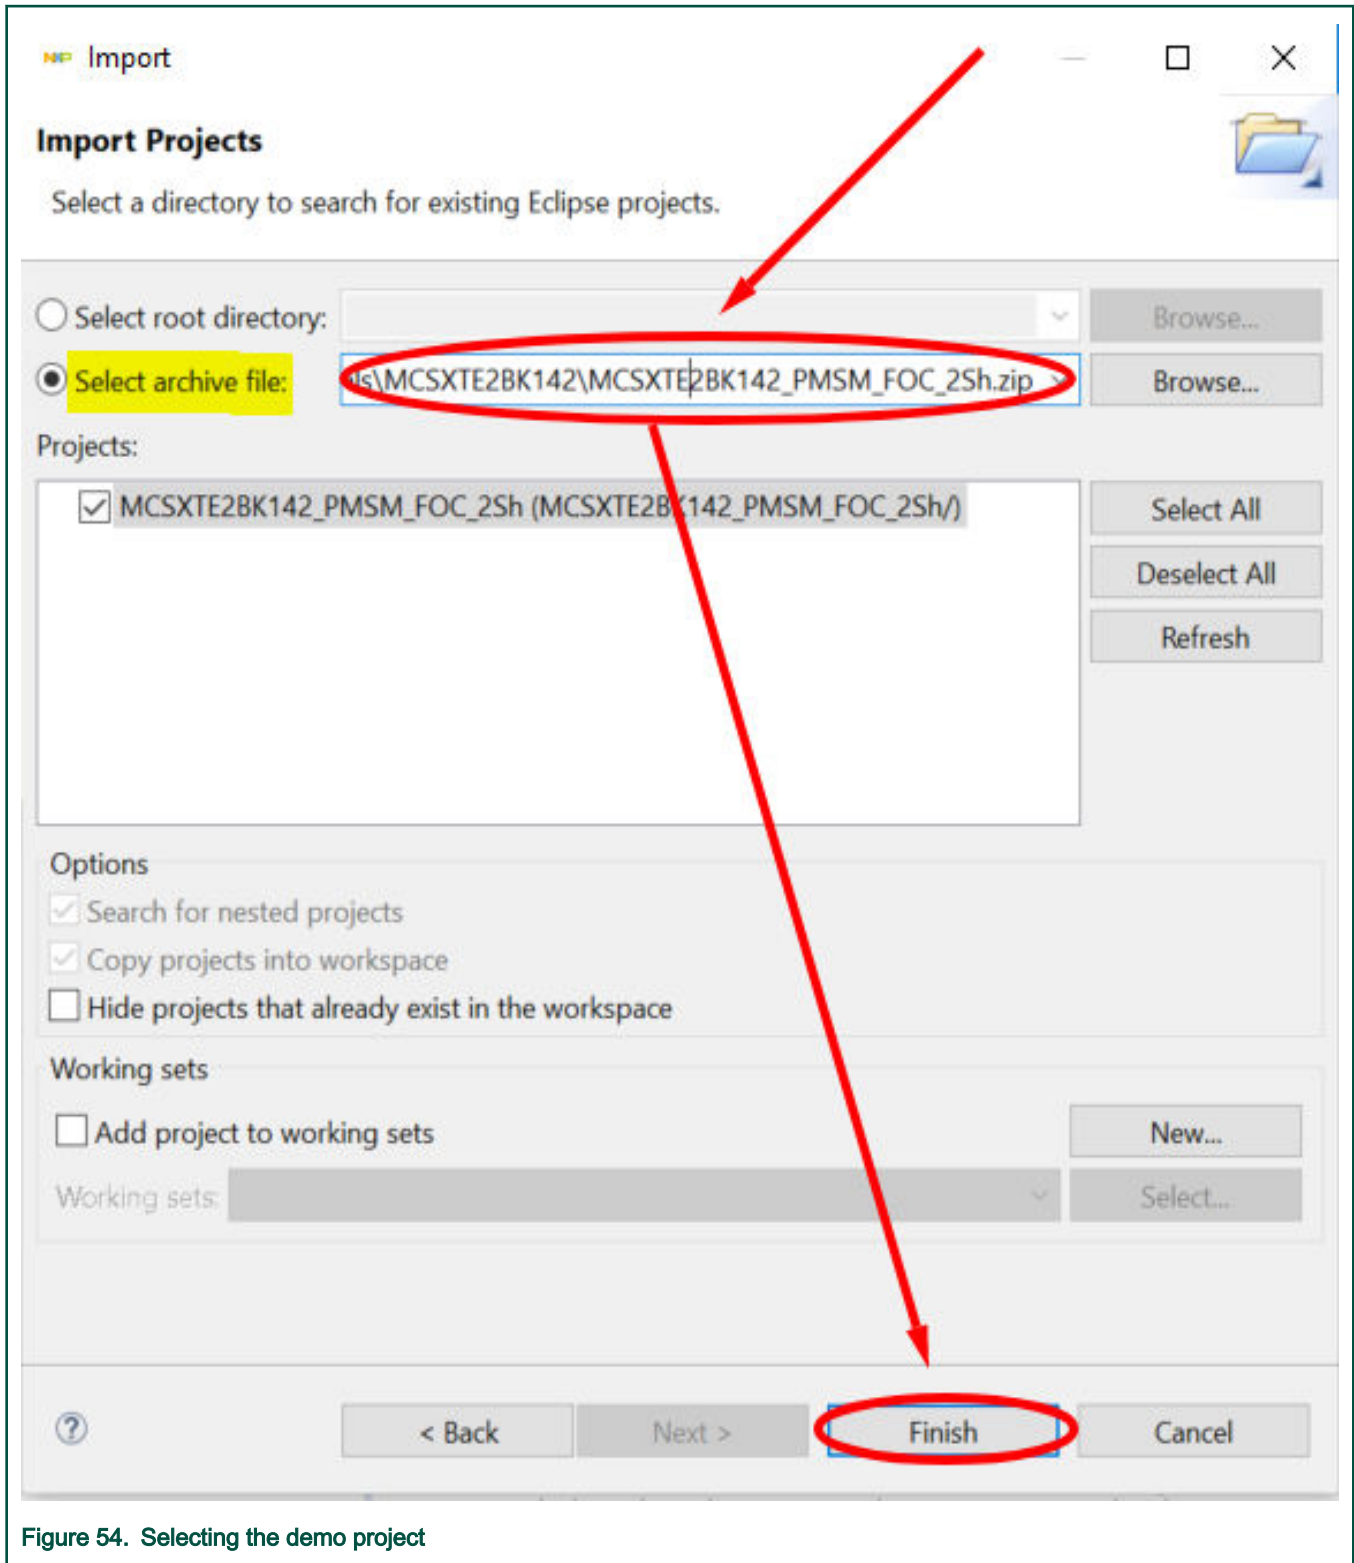 NXP Import
Import Projects
Select a directory to search for existing Eclipse projects.
Select root directory: Browse...
Select archive file: ls\MCSXTE2BK142\MCSXTE2BK142_PMSM_FOC_2Sh.zip Browse...
Projects:
MCSXTE2BK142_PMSM_FOC_2Sh (MCSXTE2BK142_PMSM_FOC_2Sh/)
Select All
Deselect All
Refresh
Options
Search for nested projects
Copy projects into workspace
Hide projects that already exist in the workspace
Working sets
Add project to working sets New...
Working sets: Select...
? < Back Next > Finish Cancel
Figure 54. Selecting the demo project